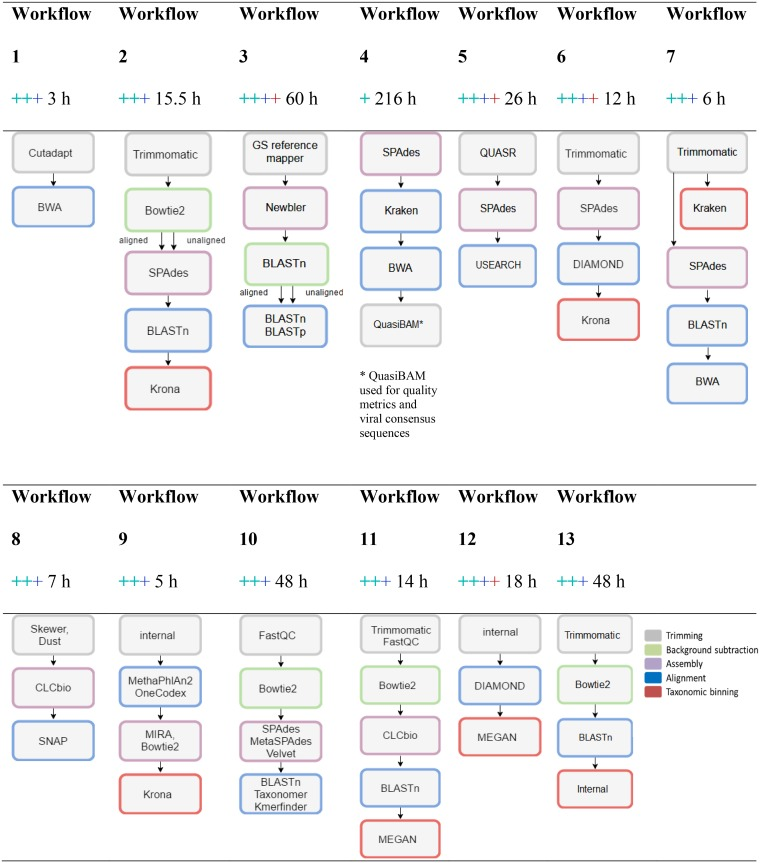 Workflow Workflow Workflow Workflow Workflow Workflow Workflow
1 2 3 4 5 6 7
+++ 3 h +++ 15.5 h ++++ 60 h + 216 h ++++ 26 h ++++ 12 h +++ 6 h
Cutadapt
BWA
Trimmomatic
Bowtie2
aligned unaligned
SPAdes
BLASTn
Krona
GS reference
mapper
Newbler
BLASTn
aligned unaligned
BLASTn
BLASTp
SPAdes
Kraken
BWA
QuasiBAM*
* QuasiBAM
used for quality
metrics and
viral consensus
sequences
QUASR
SPAdes
USEARCH
Trimmomatic
SPAdes
DIAMOND
Krona
Trimmomatic
Kraken
SPAdes
BLASTn
BWA
Workflow Workflow Workflow Workflow Workflow Workflow
8 9 10 11 12 13
+++ 7 h +++ 5 h +++ 48 h +++ 14 h ++++ 18 h +++ 48 h
Skewer,
Dust
CLCbio
SNAP
internal
MethaPhlAn2
OneCodex
MIRA,
Bowtie2
Krona
FastQC
Bowtie2
SPAdes
MetaSPAdes
Velvet
BLASTn
Taxonomer
Kmerfinder
Trimmomatic
FastQC
Bowtie2
CLCbio
BLASTn
MEGAN
internal
DIAMOND
MEGAN
Trimmomatic
Bowtie2
BLASTn
Internal
Trimming
Background subtraction
Assembly
Alignment
Taxonomic binning